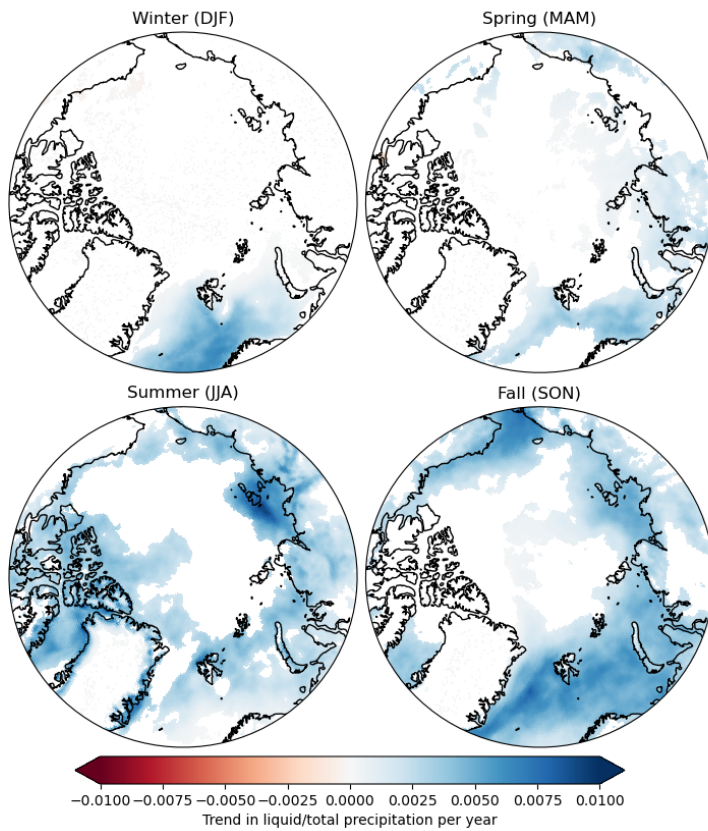 Winter (DJF)
Spring (MAM)
Summer (JJA)
Fall (SON)
−0.0100 −0.0075 −0.0050 −0.0025 0.0000 0.0025 0.0050 0.0075 0.0100
Trend in liquid/total precipitation per year